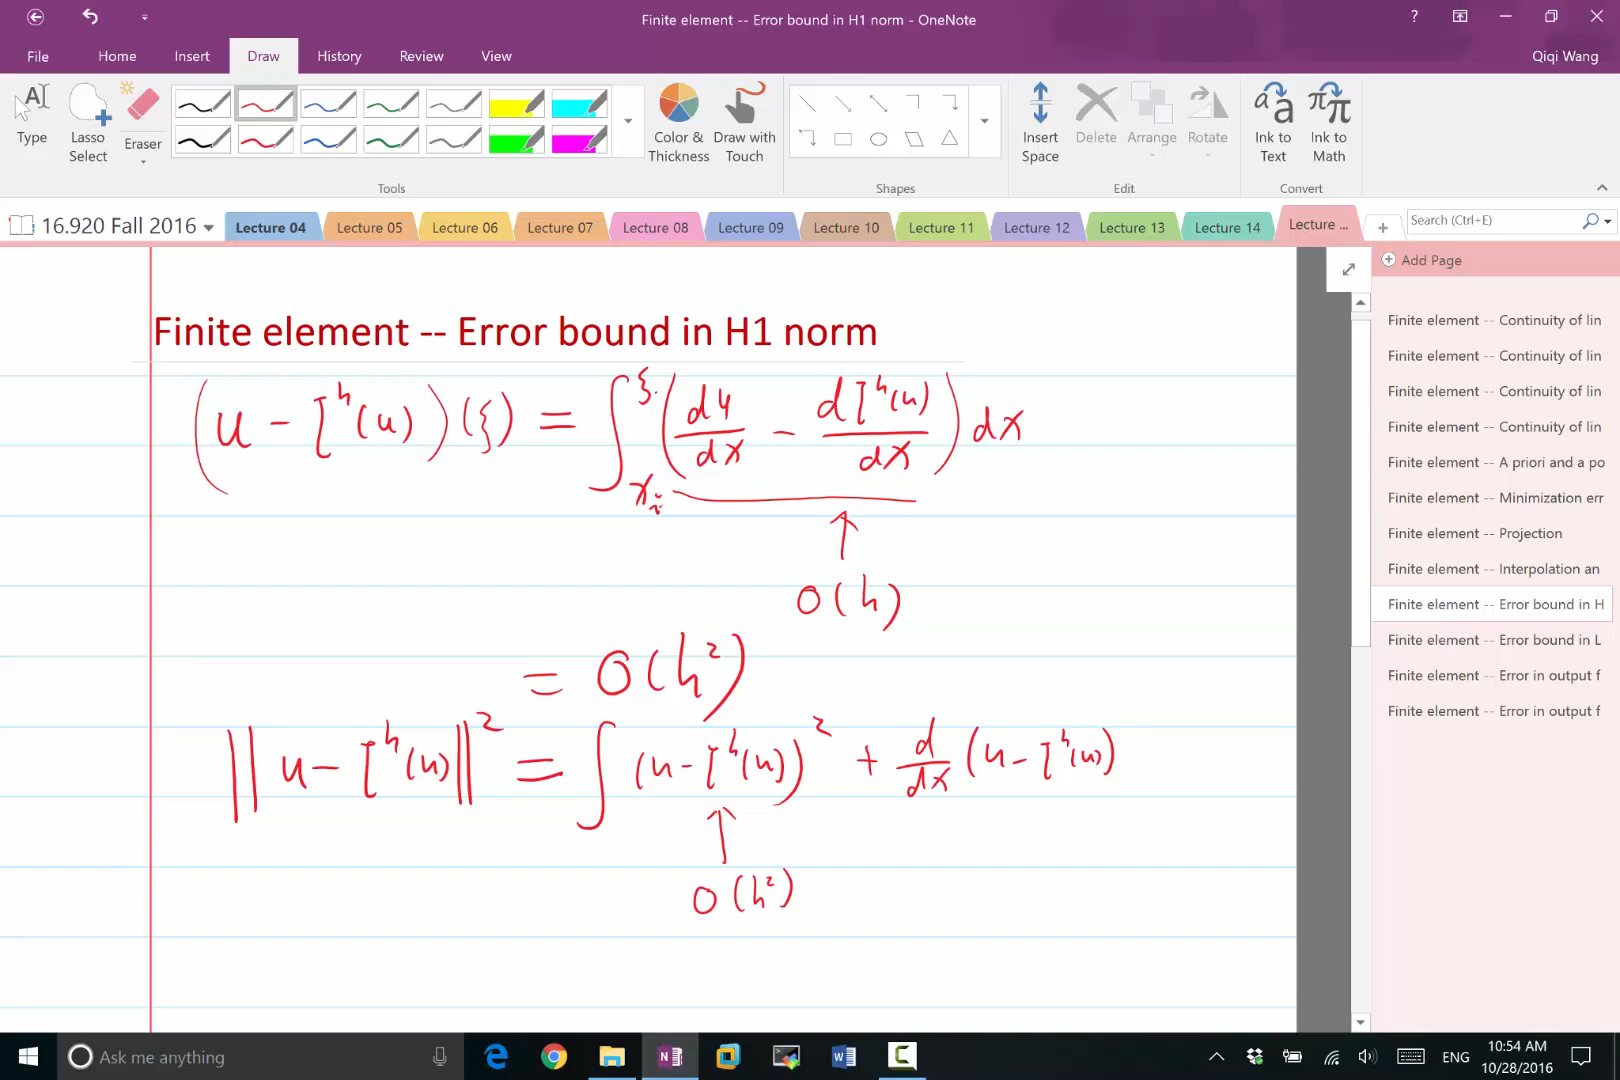 Finite element -- Error bound in H1 norm - OneNote
?
File Home Insert Draw History Review View
Qiqi Wang
Type
Lasso Select
Eraser
Color & Thickness
Draw with Touch
Insert Space
Delete
Arrange
Rotate
Ink to Text
Ink to Math
Tools
Shapes
Edit
Convert
16.920 Fall 2016
Lecture 04
Lecture 05
Lecture 06
Lecture 07
Lecture 08
Lecture 09
Lecture 10
Lecture 11
Lecture 12
Lecture 13
Lecture 14
Lecture ...
Search (Ctrl+E)
Add Page
Finite element -- Continuity of lin
Finite element -- Continuity of lin
Finite element -- Continuity of lin
Finite element -- Continuity of lin
Finite element -- A priori and a po
Finite element -- Minimization err
Finite element -- Projection
Finite element -- Interpolation an
Finite element -- Error bound in H
Finite element -- Error bound in L
Finite element -- Error in output f
Finite element -- Error in output f
Finite element -- Error bound in H1 norm
(u - I^h(u))(ξ) = ∫_{x_i}^{ξ} (du/dx - dI^h(u)/dx) dx
↑
O(h)
= O(h²)
||u - I^h(u)||² = ∫ (u - I^h(u))² + d/dx (u - I^h(u))
↑
O(h²)
Ask me anything
ENG
10:54 AM
10/28/2016